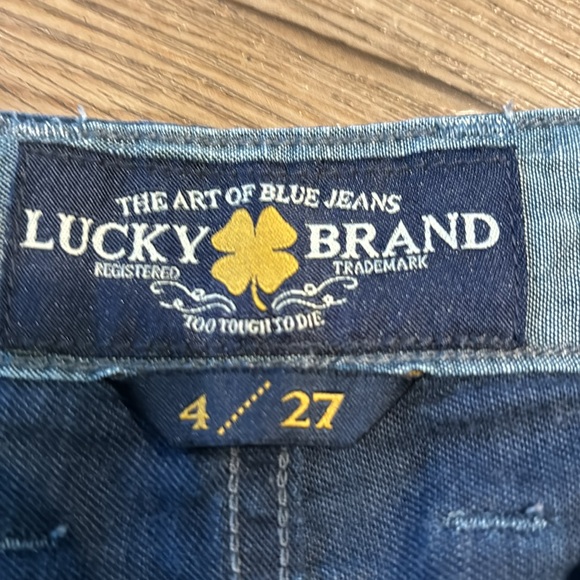 THE ART OF BLUE JEANS
LUCKY BRAND
REGISTERED TRADEMARK
TOO TOUGH TO DIE
4 / 27